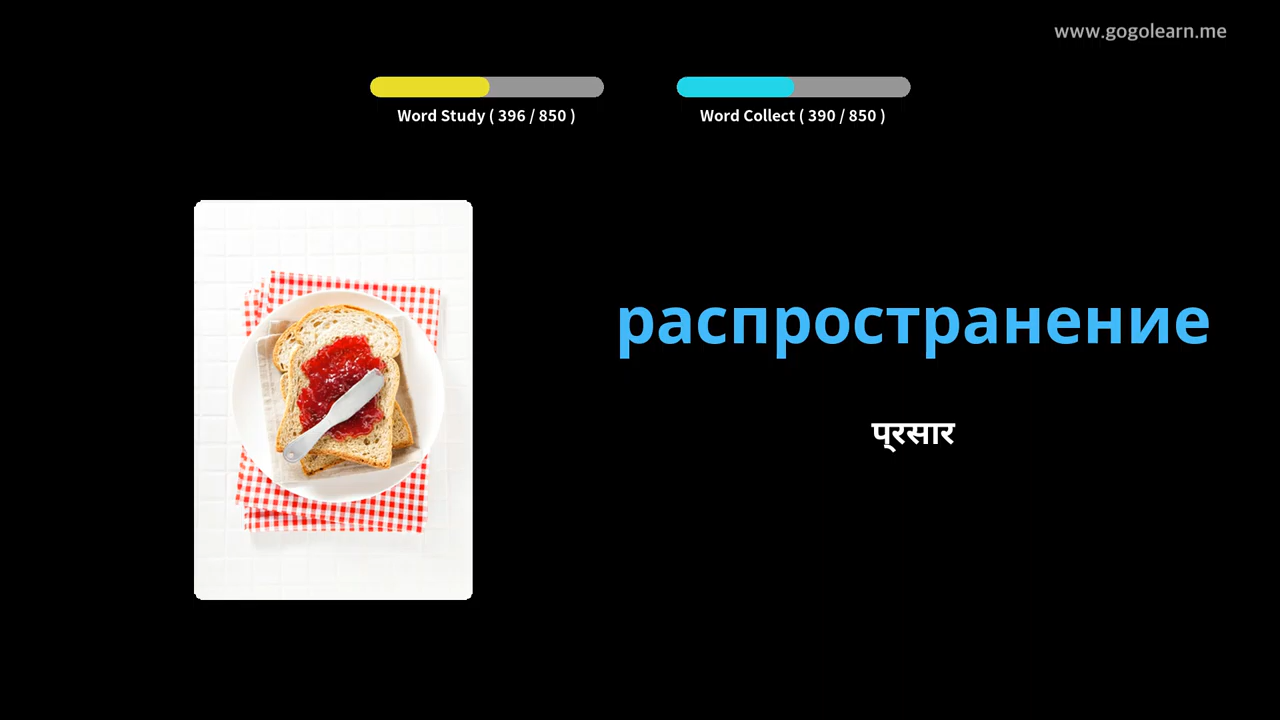 www.gogolearn.me
Word Study ( 396 / 850 )
Word Collect ( 390 / 850 )
распространение
प्रसार